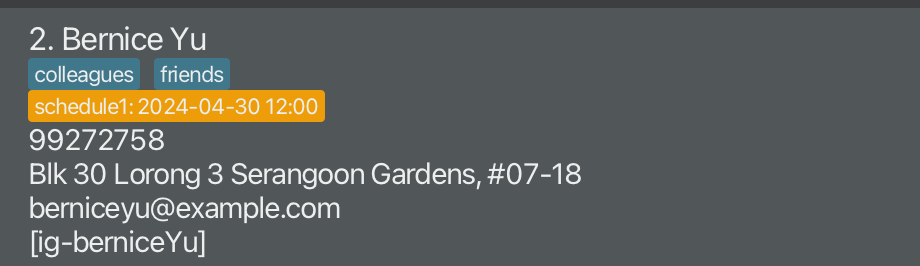 2. Bernice Yu
colleagues friends
schedule1: 2024-04-30 12:00
99272758
Blk 30 Lorong 3 Serangoon Gardens, #07-18
berniceyu@example.com
[ig-berniceYu]